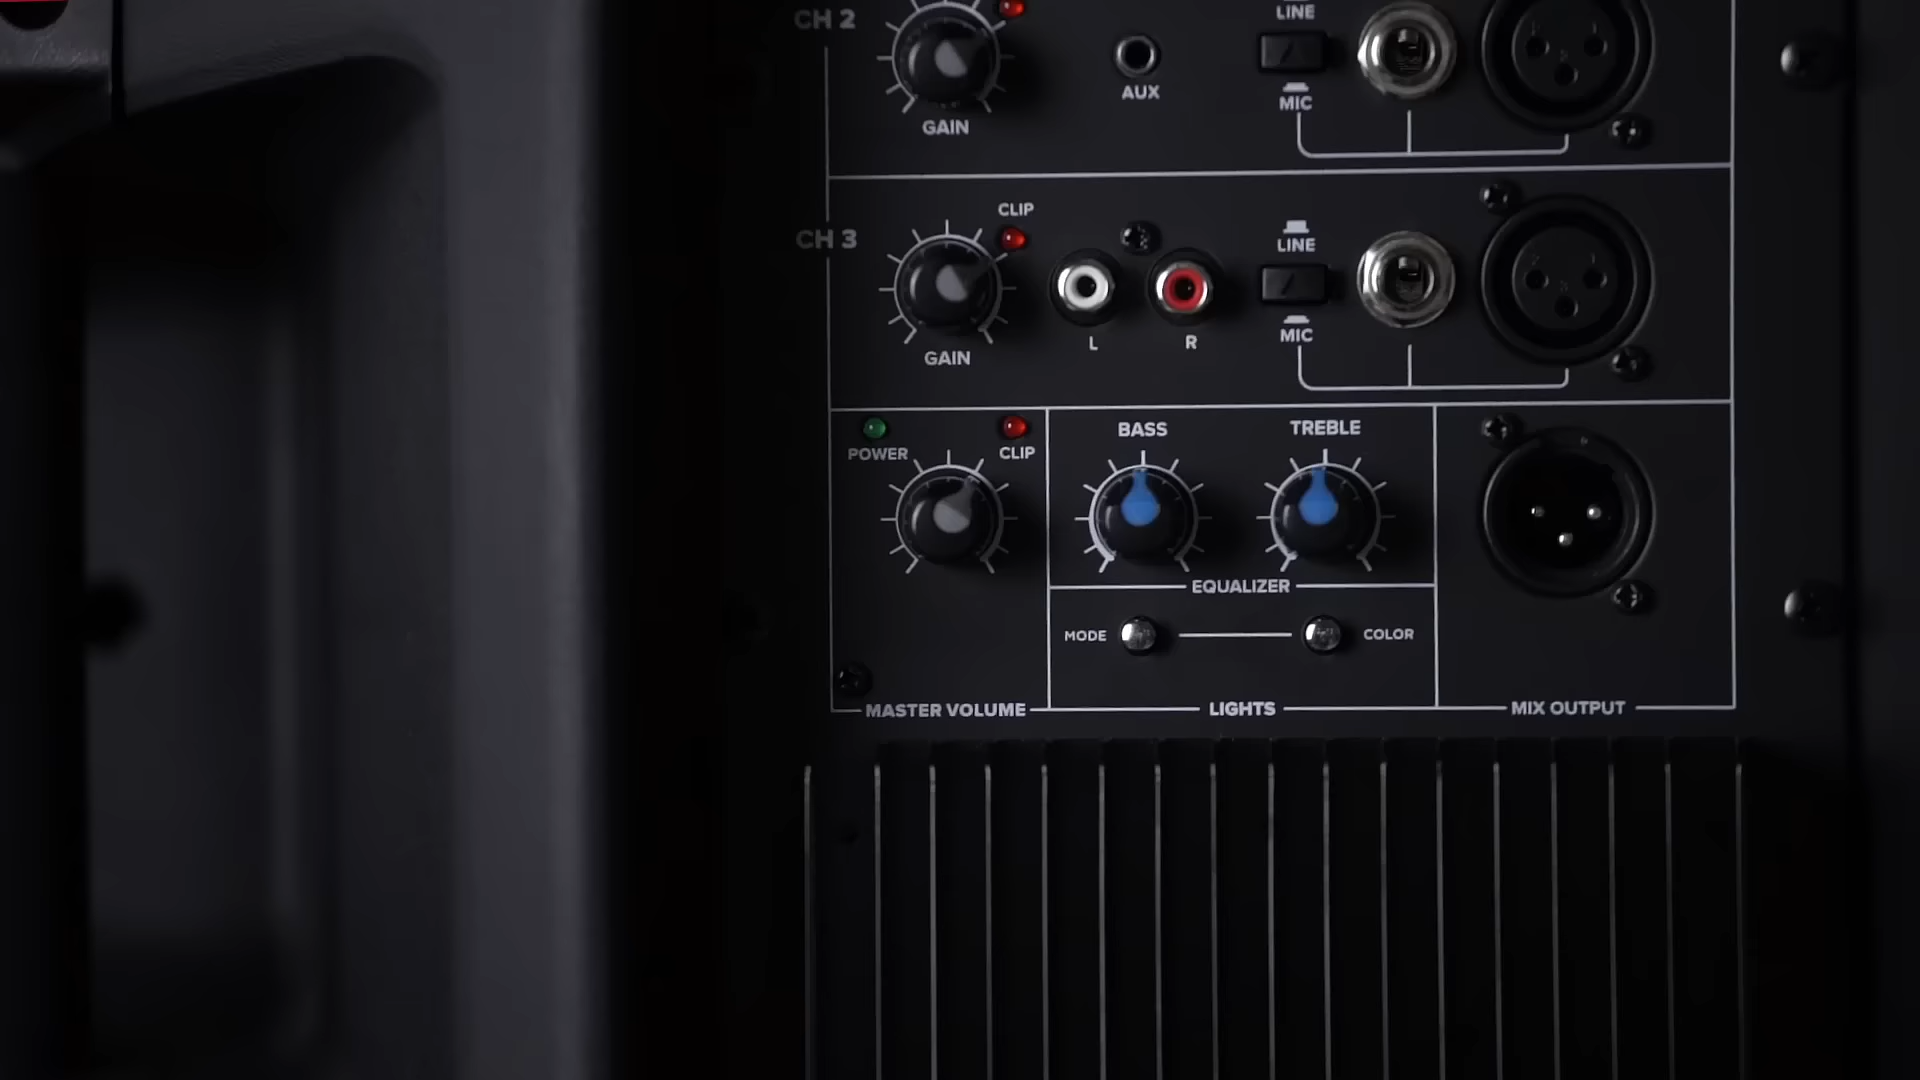 CH 2
LINE
AUX
MIC
GAIN
CLIP
CH 3
LINE
MIC
L
R
GAIN
POWER
CLIP
BASS
TREBLE
EQUALIZER
MODE
COLOR
MASTER VOLUME
LIGHTS
MIX OUTPUT